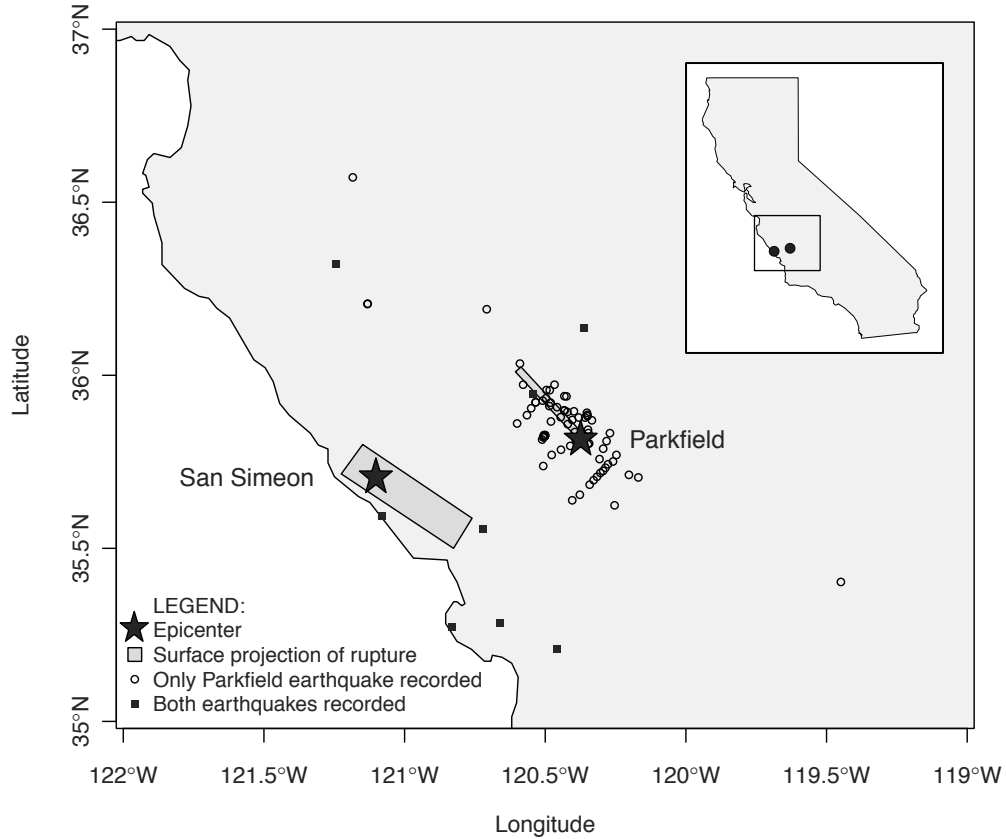 37°N
36.5°N
36°N
35.5°N
35°N
Latitude
San Simeon
Parkfield
LEGEND:
Epicenter
Surface projection of rupture
Only Parkfield earthquake recorded
Both earthquakes recorded
122°W 121.5°W 121°W 120.5°W 120°W 119.5°W 119°W
Longitude